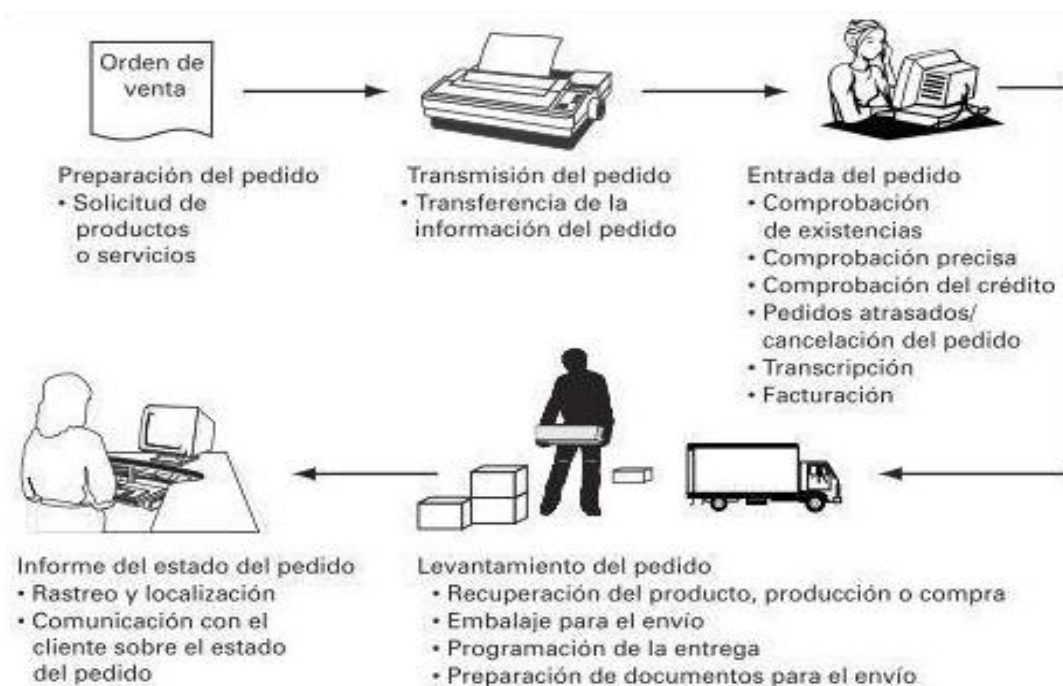 Orden de
venta
Preparación del pedido
• Solicitud de
productos
o servicios
Transmisión del pedido
• Transferencia de la
información del pedido
Entrada del pedido
• Comprobación
de existencias
• Comprobación precisa
• Comprobación del crédito
• Pedidos atrasados/
cancelación del pedido
• Transcripción
• Facturación
Informe del estado del pedido
• Rastreo y localización
• Comunicación con el
cliente sobre el estado
del pedido
Levantamiento del pedido
• Recuperación del producto, producción o compra
• Embalaje para el envío
• Programación de la entrega
• Preparación de documentos para el envío